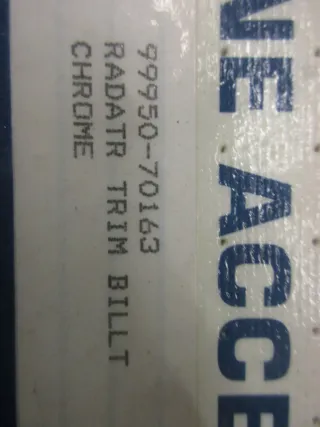 NE ACCE
99950-70163
RADATR TRIM BILLT
CHROME